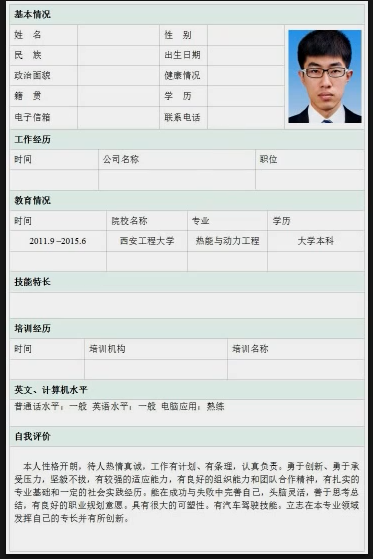 基本情况
姓 名 性 别
民 族 出生日期
政治面貌 健康情况
籍 贯 学 历
电子信箱 联系电话
工作经历
时间 公司名称 职位
教育情况
时间 院校名称 专业 学历
2011.9 –2015.6 西安工程大学 热能与动力工程 大学本科
技能特长
培训经历
时间 培训机构 培训名称
英文、计算机水平
普通话水平：一般 英语水平：一般 电脑应用：熟练
自我评价
本人性格开朗，待人热情真诚，工作有计划、有条理，认真负责。勇于创新、勇于承
受压力，坚毅不拔，有较强的适应能力，有良好的组织能力和团队合作精神，有扎实的
专业基础和一定的社会实践经历。能在成功与失败中完善自己，头脑灵活，善于思考总
结，有良好的职业规划意愿。具有很大的可塑性。有汽车驾驶技能。立志在本专业领域
发挥自己的专长并有所创新。